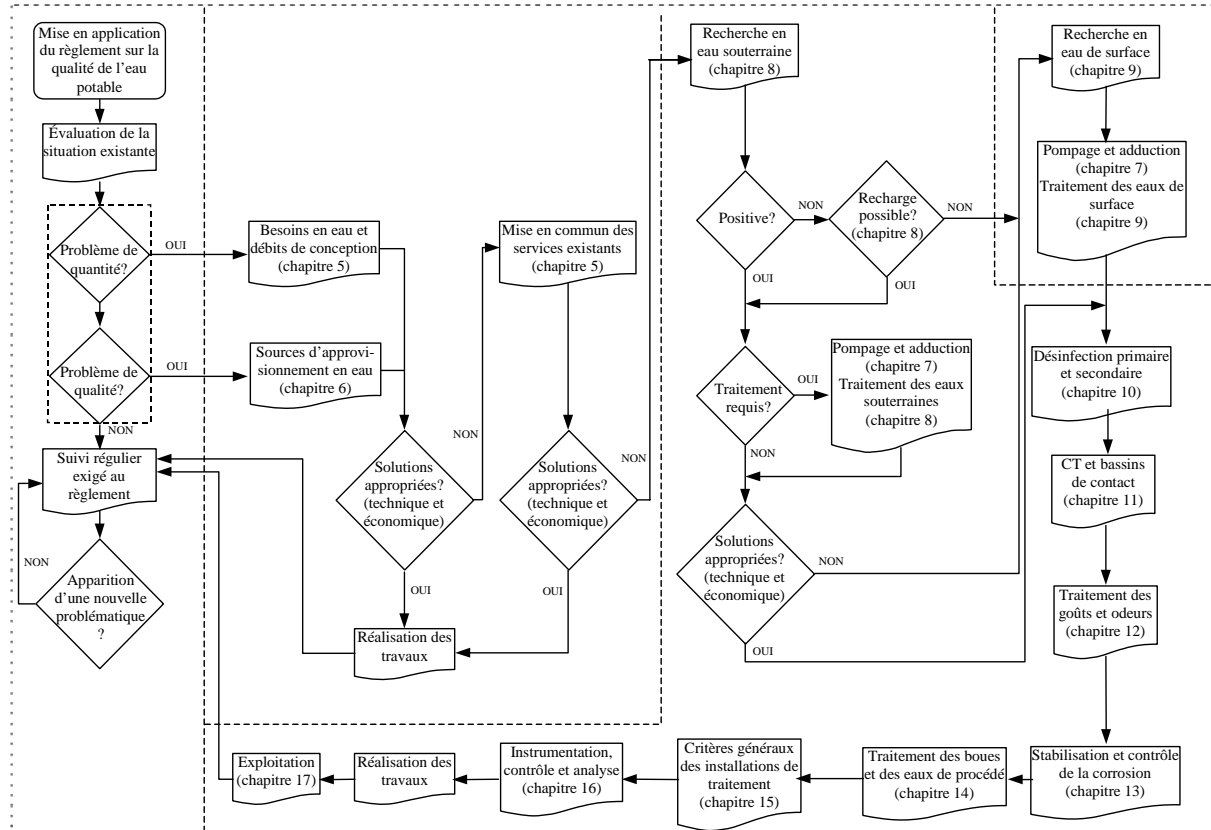 Mise en application
du règlement sur la
qualité de l'eau
potable
Évaluation de la
situation existante
Problème de
quantité?
OUI
Problème de
qualité?
OUI
NON
Suivi régulier
exigé au
règlement
NON
Apparition
d'une nouvelle
problématique
?
Besoins en eau et
débits de conception
(chapitre 5)
Sources d'approvi-
sionnement en eau
(chapitre 6)
Solutions
appropriées?
(technique et
économique)
NON
OUI
Réalisation des
travaux
Mise en commun des
services existants
(chapitre 5)
Solutions
appropriées?
(technique et
économique)
NON
OUI
Recherche en
eau souterraine
(chapitre 8)
Positive?
NON
OUI
Recharge
possible?
(chapitre 8)
NON
OUI
Traitement
requis?
OUI
NON
Pompage et adduction
(chapitre 7)
Traitement des eaux
souterraines
(chapitre 8)
Solutions
appropriées?
(technique et
économique)
NON
OUI
Recherche en
eau de surface
(chapitre 9)
Pompage et adduction
(chapitre 7)
Traitement des eaux de
surface
(chapitre 9)
Désinfection primaire
et secondaire
(chapitre 10)
CT et bassins
de contact
(chapitre 11)
Traitement des
goûts et odeurs
(chapitre 12)
Stabilisation et contrôle
de la corrosion
(chapitre 13)
Traitement des boues
et des eaux de procédé
(chapitre 14)
Critères généraux
des installations de
traitement
(chapitre 15)
Instrumentation,
contrôle et analyse
(chapitre 16)
Réalisation des
travaux
Exploitation
(chapitre 17)